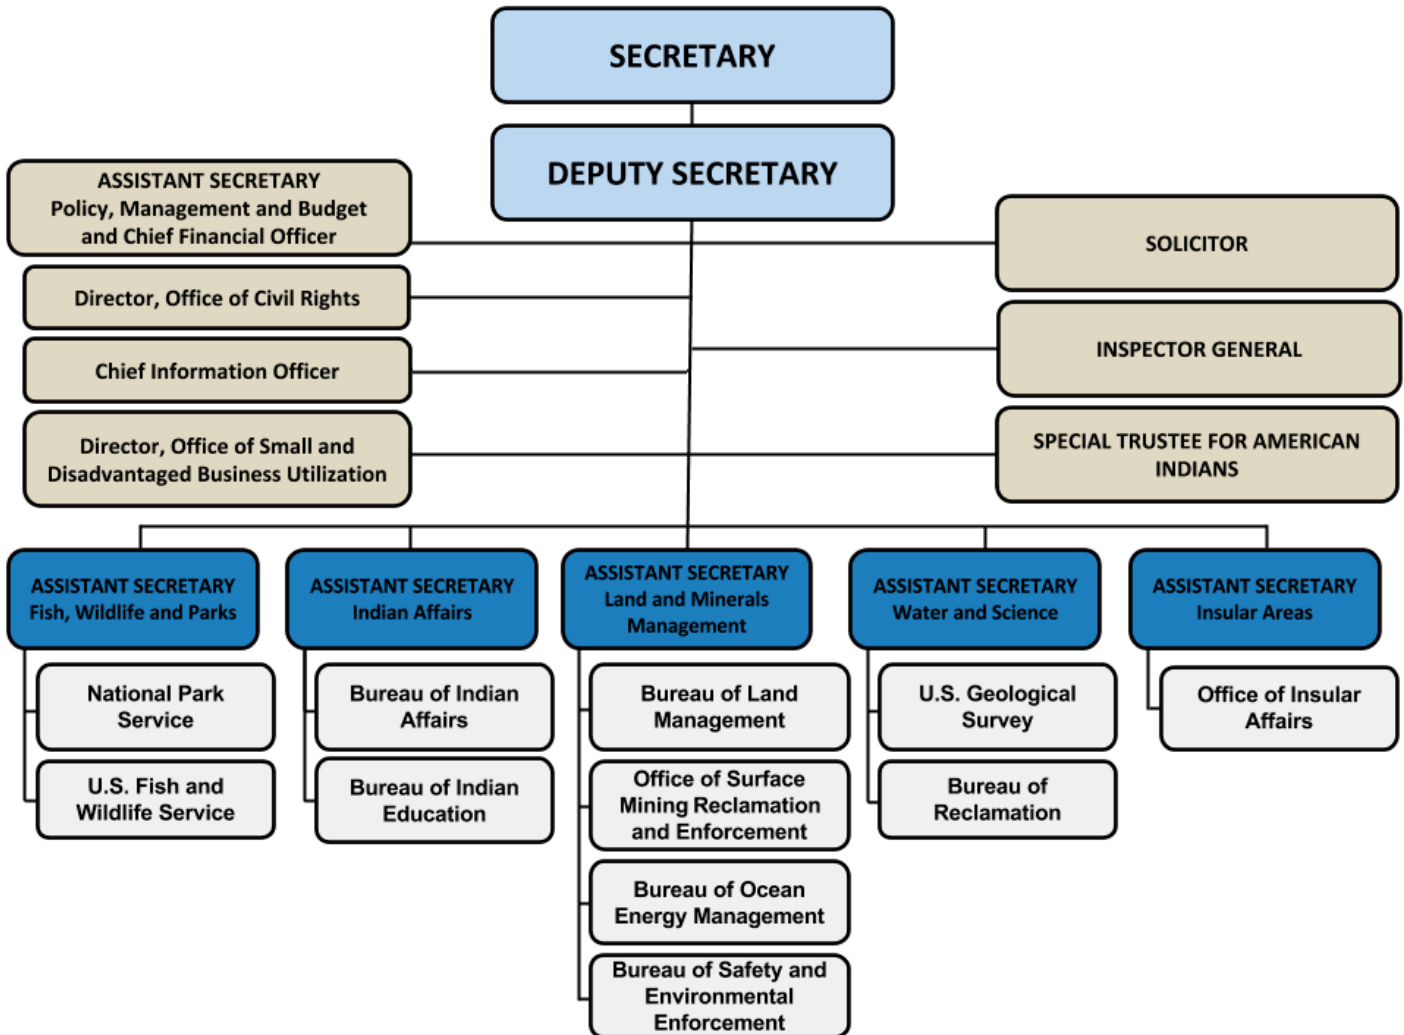 SECRETARY
DEPUTY SECRETARY
ASSISTANT SECRETARY
Policy, Management and Budget
and Chief Financial Officer
Director, Office of Civil Rights
Chief Information Officer
Director, Office of Small and
Disadvantaged Business Utilization
SOLICITOR
INSPECTOR GENERAL
SPECIAL TRUSTEE FOR AMERICAN
INDIANS
ASSISTANT SECRETARY
Fish, Wildlife and Parks
National Park
Service
U.S. Fish and
Wildlife Service
ASSISTANT SECRETARY
Indian Affairs
Bureau of Indian
Affairs
Bureau of Indian
Education
ASSISTANT SECRETARY
Land and Minerals
Management
Bureau of Land
Management
Office of Surface
Mining Reclamation
and Enforcement
Bureau of Ocean
Energy Management
Bureau of Safety and
Environmental
Enforcement
ASSISTANT SECRETARY
Water and Science
U.S. Geological
Survey
Bureau of
Reclamation
ASSISTANT SECRETARY
Insular Areas
Office of Insular
Affairs